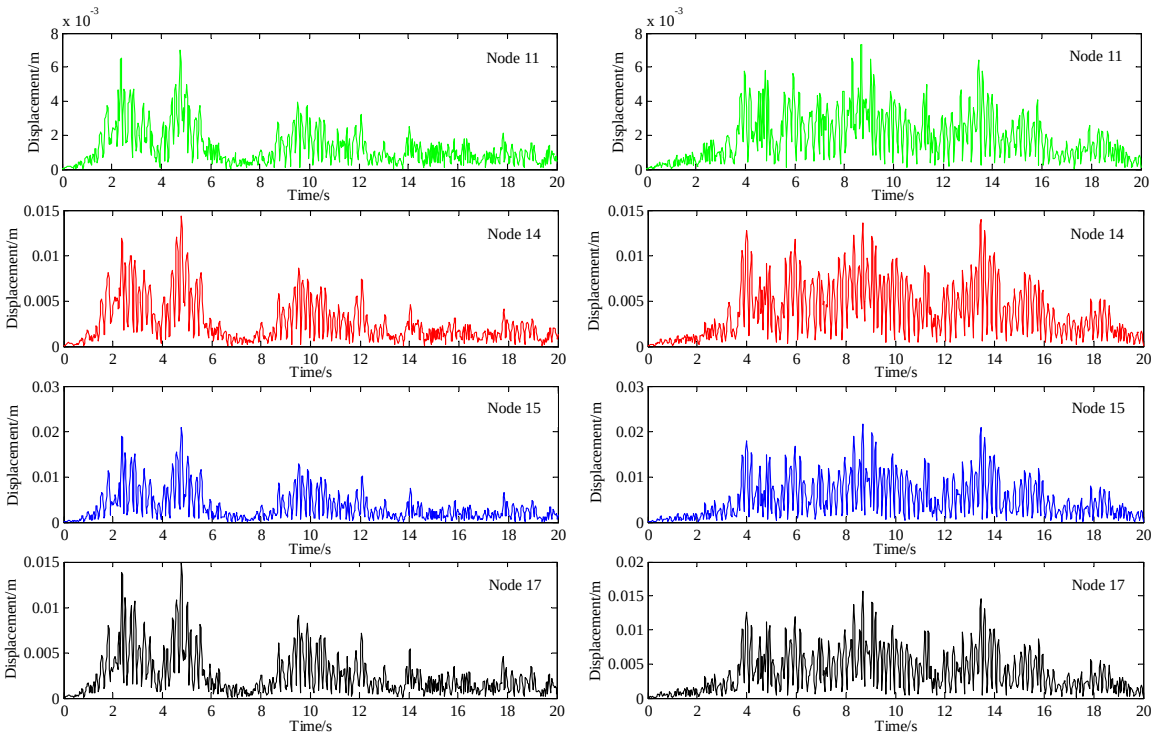 x 10⁻³
8
6
4
2
0
Displacement/m
Node 11
0 2 4 6 8 10 12 14 16 18 20
Time/s
x 10⁻³
8
6
4
2
0
Displacement/m
Node 11
0 2 4 6 8 10 12 14 16 18 20
Time/s
0.015
0.01
0.005
0
Displacement/m
Node 14
0 2 4 6 8 10 12 14 16 18 20
Time/s
0.015
0.01
0.005
0
Displacement/m
Node 14
0 2 4 6 8 10 12 14 16 18 20
Time/s
0.03
0.02
0.01
0
Displacement/m
Node 15
0 2 4 6 8 10 12 14 16 18 20
Time/s
0.03
0.02
0.01
0
Displacement/m
Node 15
0 2 4 6 8 10 12 14 16 18 20
Time/s
0.015
0.01
0.005
0
Displacement/m
Node 17
0 2 4 6 8 10 12 14 16 18 20
Time/s
0.02
0.015
0.01
0.005
0
Displacement/m
Node 17
0 2 4 6 8 10 12 14 16 18 20
Time/s